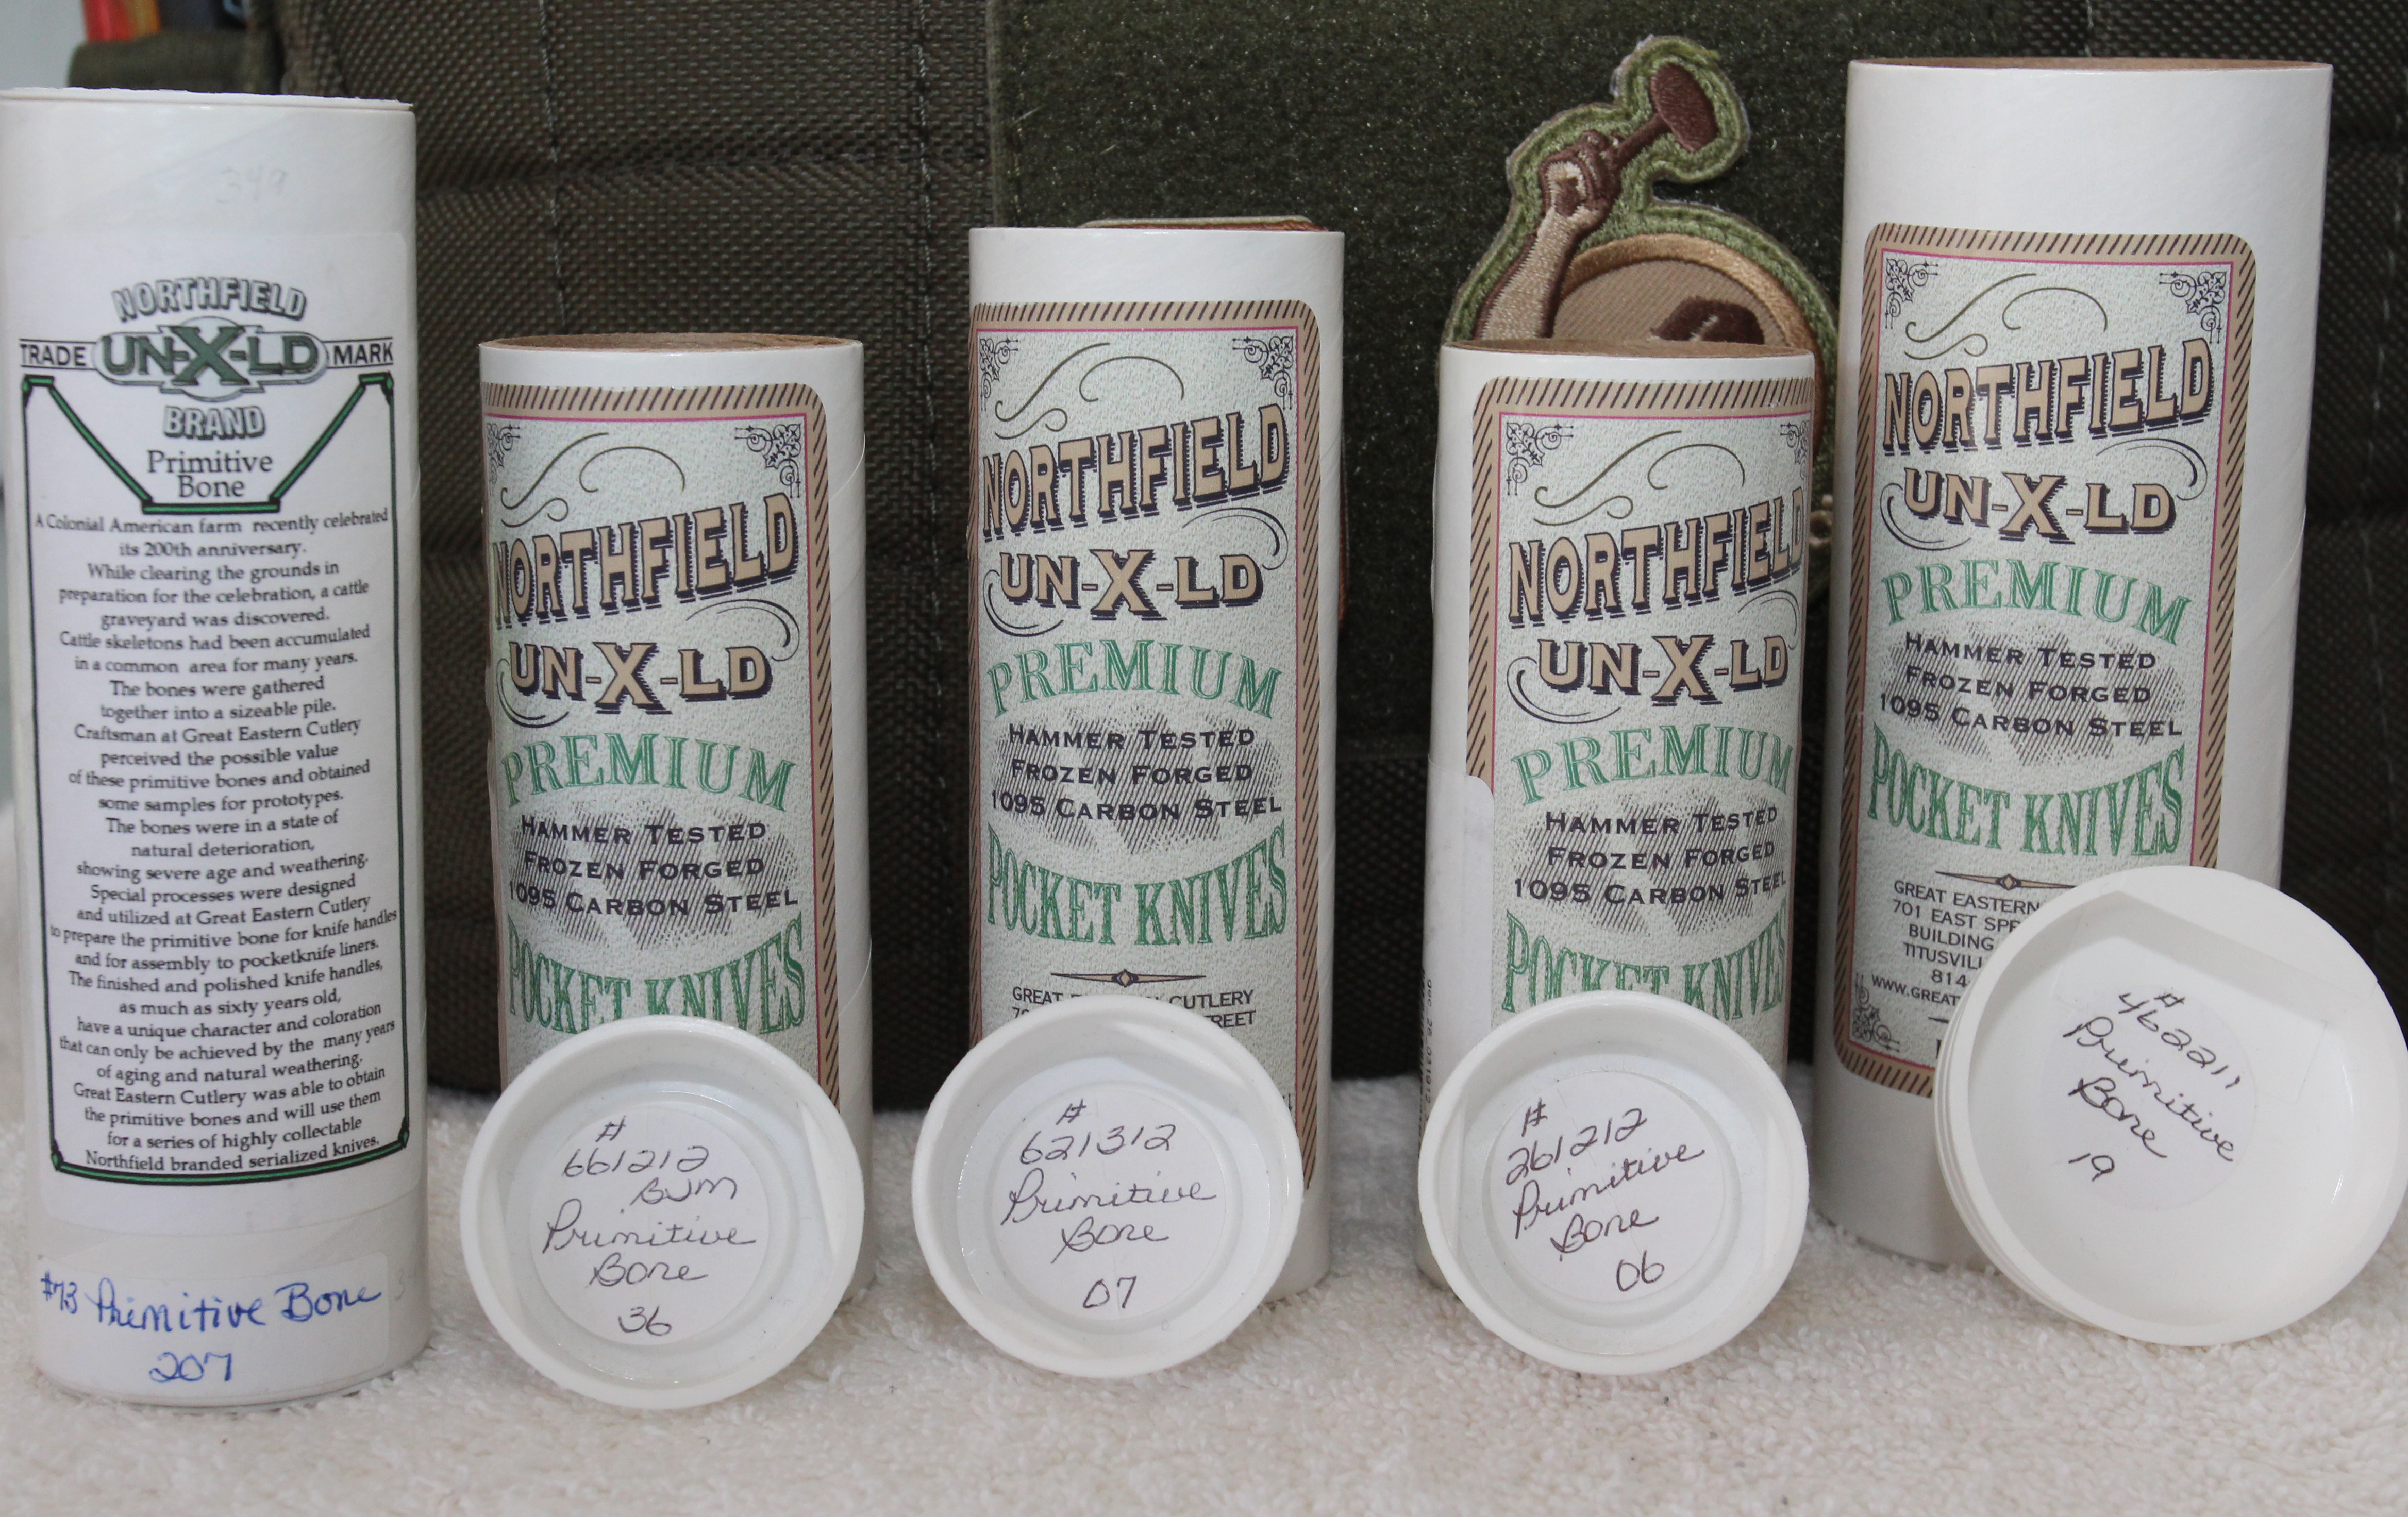 349
NORTHFIELD
TRADE UN-X-LD MARK
BRAND
Primitive
Bone
A Colonial American farm recently celebrated
its 200th anniversary.
While clearing the grounds in
preparation for the celebration, a cattle
graveyard was discovered.
Cattle skeletons had been accumulated
in a common area for many years.
The bones were gathered
together into a sizeable pile.
Craftsman at Great Eastern Cutlery
perceived the possible value
of these primitive bones and obtained
some samples for prototypes.
The bones were in a state of
natural deterioration,
showing severe age and weathering.
Special processes were designed
and utilized at Great Eastern Cutlery
to prepare the primitive bone for knife handles
and for assembly to pocketknife liners.
The finished and polished knife handles,
as much as sixty years old,
have a unique character and coloration
that can only be achieved by the many years
of aging and natural weathering.
Great Eastern Cutlery was able to obtain
the primitive bones and will use them
for a series of highly collectable
Northfield branded serialized knives.
#73 Primitive Bone
207
NORTHFIELD
UN-X-LD
PREMIUM
HAMMER TESTED
FROZEN FORGED
1095 CARBON STEEL
POCKET KNIVES
#
661212
BJM
Primitive
Bone
36
NORTHFIELD
UN-X-LD
PREMIUM
HAMMER TESTED
FROZEN FORGED
1095 CARBON STEEL
POCKET KNIVES
GREAT CUTLERY
#
621312
Primitive
Bone
07
NORTHFIELD
UN-X-LD
PREMIUM
HAMMER TESTED
FROZEN FORGED
1095 CARBON STEEL
POCKET KNIVES
#
261212
Primitive
Bone
06
NORTHFIELD
UN-X-LD
PREMIUM
HAMMER TESTED
FROZEN FORGED
1095 CARBON STEEL
POCKET KNIVES
GREAT EASTERN
701 EAST SPR
BUILDING
TITUSVILL
814
WWW.GREAT
#
462211
Primitive
Bone
19